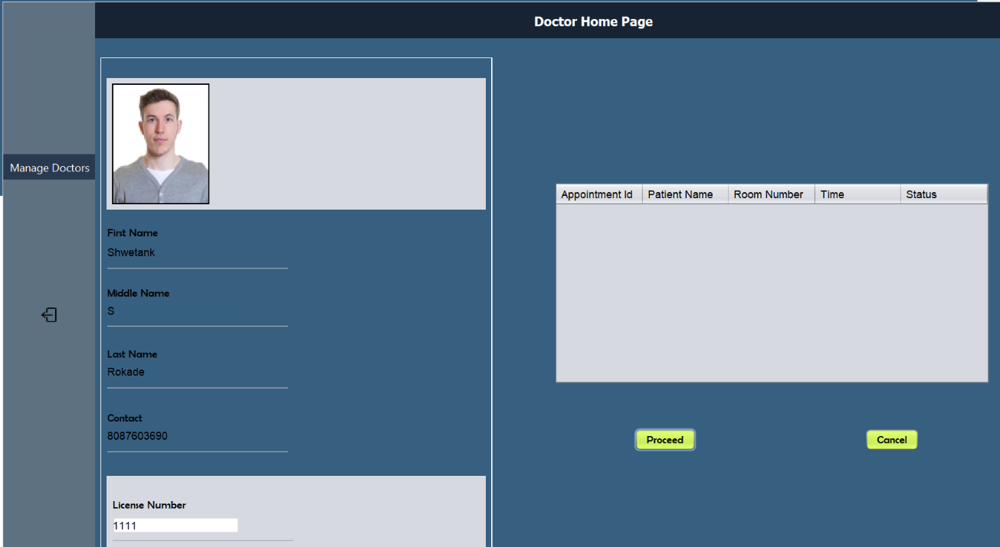 Doctor Home Page
Manage Doctors
First Name
Shwetank
Middle Name
S
Last Name
Rokade
Contact
8087603690
License Number
1111
Appointment Id Patient Name Room Number Time Status
Proceed Cancel